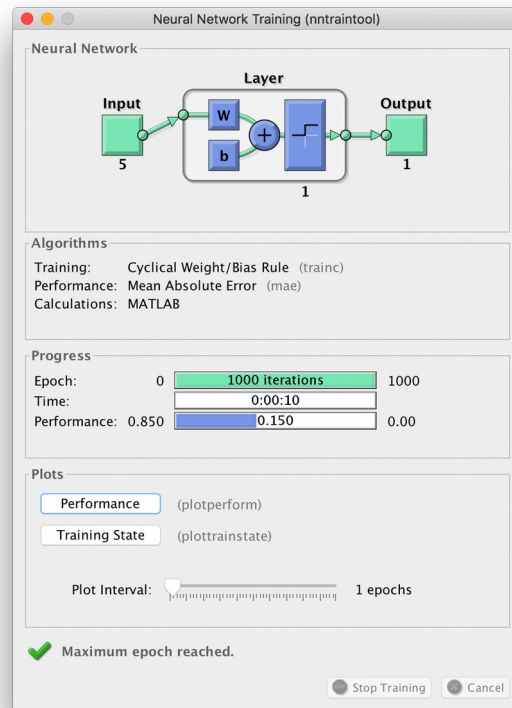 Neural Network Training (nntraintool)
Neural Network
Layer
Input
Output
W
b
+
5
1
1
Algorithms
Training: Cyclical Weight/Bias Rule (trainc)
Performance: Mean Absolute Error (mae)
Calculations: MATLAB
Progress
Epoch: 0 1000 iterations 1000
Time: 0:00:10
Performance: 0.850 0.150 0.00
Plots
Performance (plotperform)
Training State (plottrainstate)
Plot Interval: 1 epochs
Maximum epoch reached.
Stop Training Cancel